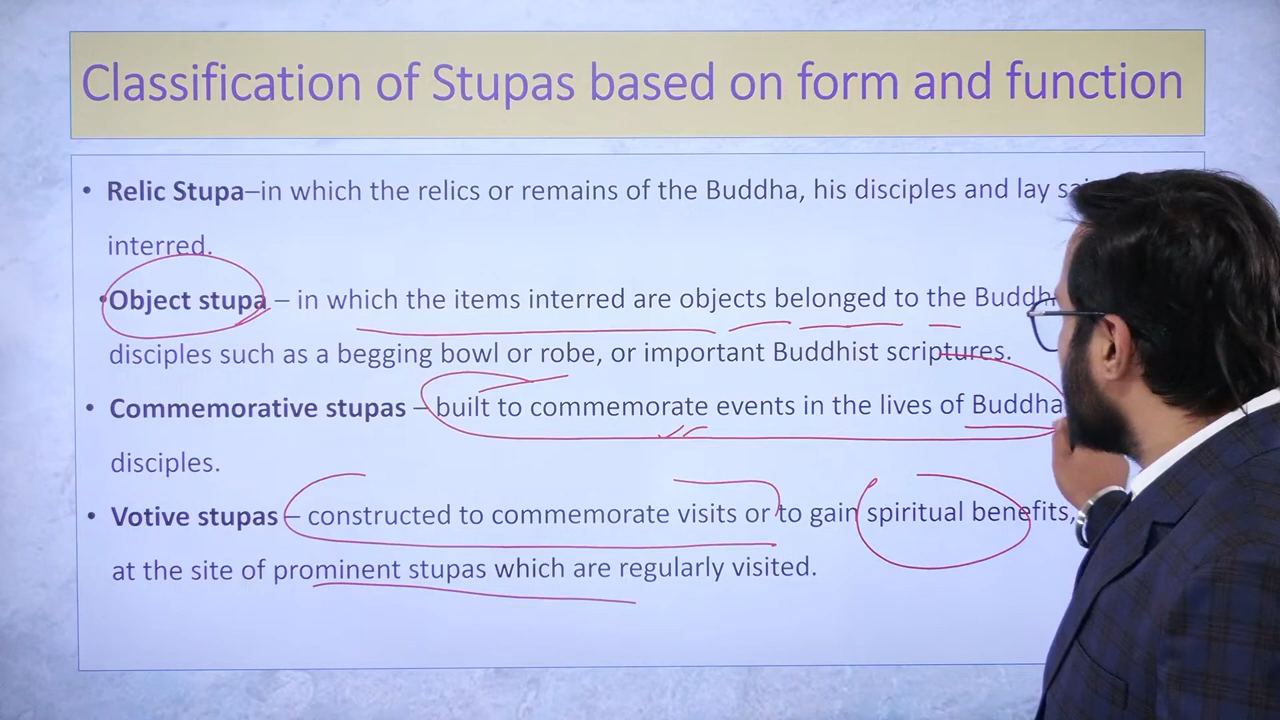 Classification of Stupas based on form and function
• Relic Stupa–in which the relics or remains of the Buddha, his disciples and lay
interred.
•Object stupa – in which the items interred are objects belonged to the
disciples such as a begging bowl or robe, or important Buddhist scriptures.
• Commemorative stupas – built to commemorate events in the lives of Buddha
disciples.
• Votive stupas – constructed to commemorate visits or to gain spiritual benefits,
at the site of prominent stupas which are regularly visited.